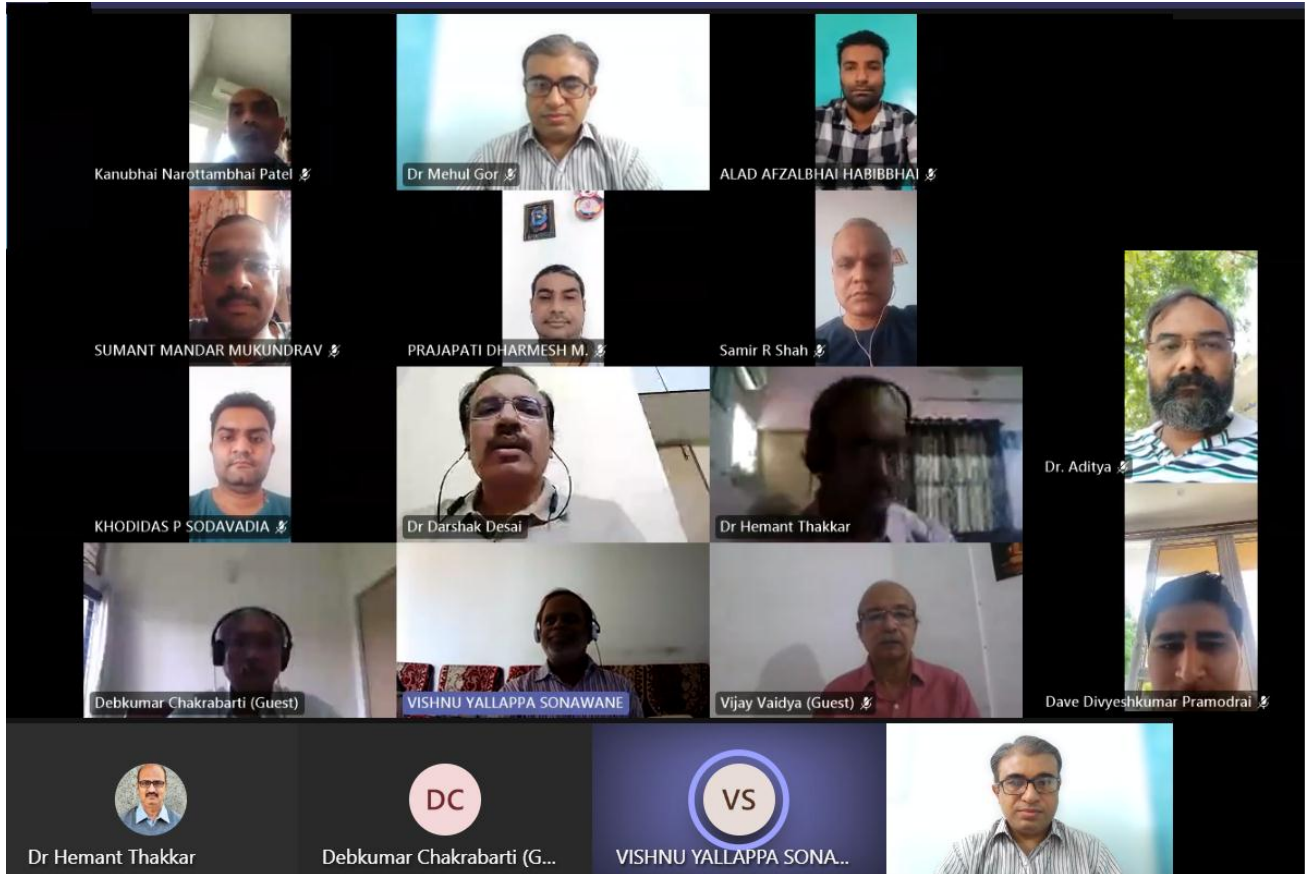 Kanubhai Narottambhai Patel
Dr Mehul Gor
ALAD AFZALBHAI HABIBBHAI
SUMANT MANDAR MUKUNDRAV
PRAJAPATI DHARMESH M.
Samir R Shah
Dr. Aditya
KHODIDAS P SODAVADIA
Dr Darshak Desai
Dr Hemant Thakkar
Debkumar Chakrabarti (Guest)
VISHNU YALLAPPA SONAWANE
Vijay Vaidya (Guest)
Dave Divyeshkumar Pramodrai
DC
VS
Dr Hemant Thakkar
Debkumar Chakrabarti (G...
VISHNU YALLAPPA SONA...